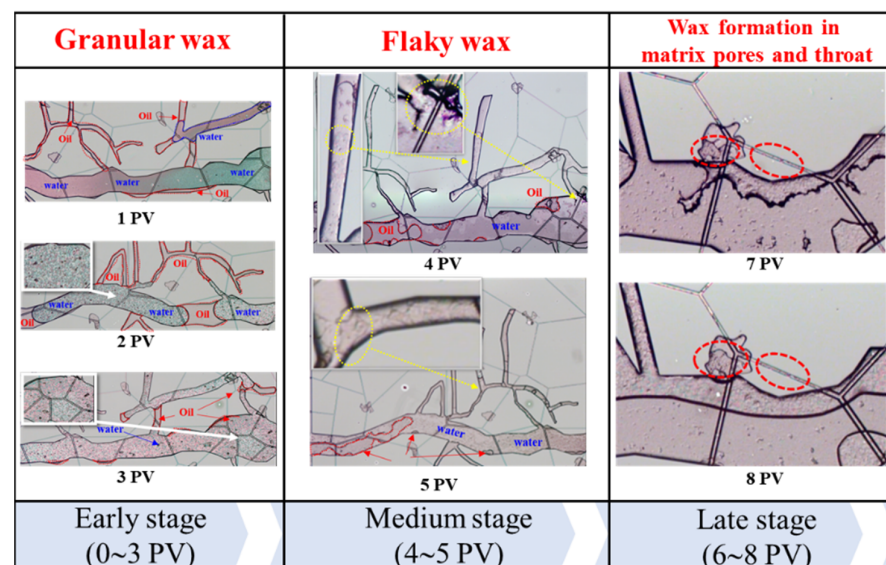 Granular wax
Flaky wax
Wax formation in
matrix pores and throat
Oil
Oil
water
water
water
water
Oil
1 PV
Oil
water
water
Oil
Oil
2 PV
Oil
water
3 PV
Oil
water
Oil
4 PV
water
water
5 PV
7 PV
8 PV
Early stage
(0~3 PV)
Medium stage
(4~5 PV)
Late stage
(6~8 PV)